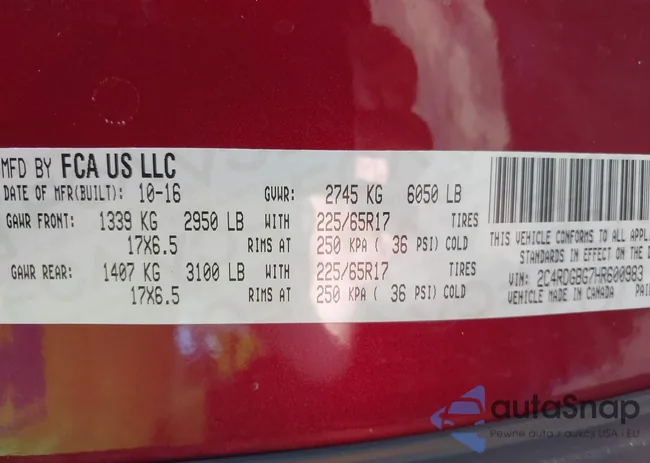 MFD BY FCA US LLC
DATE OF MFR(BUILT): 10-16 GVWR: 2745 KG 6050 LB
GAWR FRONT: 1339 KG 2950 LB WITH 225/65R17 TIRES
17X6.5 RIMS AT 250 KPA ( 36 PSI) COLD
GAWR REAR: 1407 KG 3100 LB WITH 225/65R17 TIRES
17X6.5 RIMS AT 250 KPA ( 36 PSI) COLD
THIS VEHICLE CONFORMS TO ALL APPL
STANDARDS IN EFFECT ON THE D
VIN: 2C4RDGBG7HR600983
VEHICLE MADE IN CANADA PAI
autaSnap
Pewne auta z aukcji USA i EU